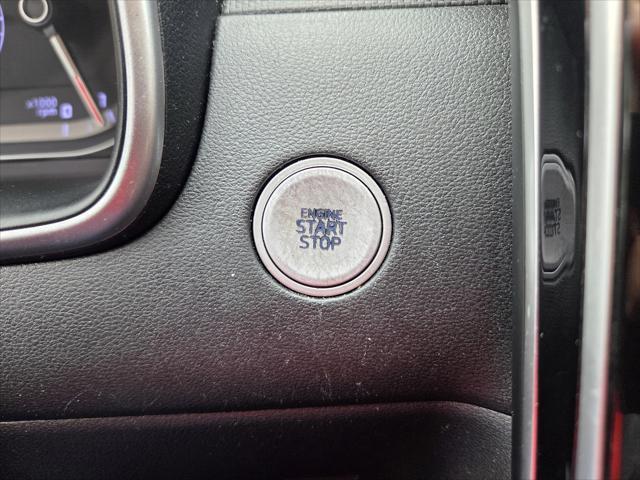 x1000
rpm
ENGINE
START
STOP